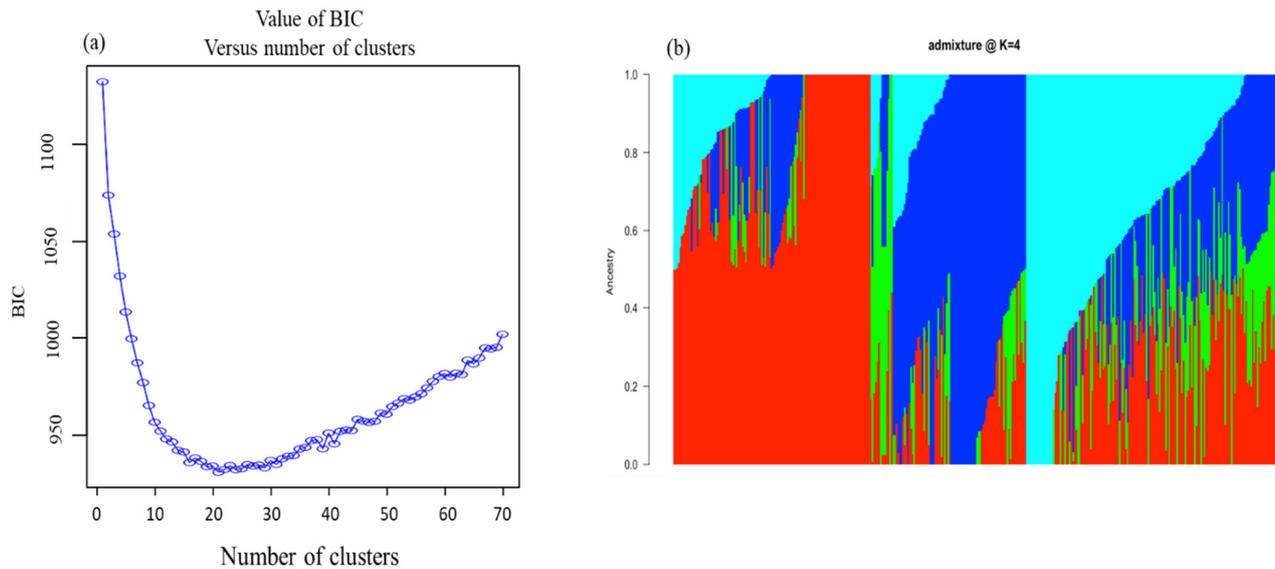 (a)
Value of BIC
Versus number of clusters
BIC
1100
1050
1000
950
0 10 20 30 40 50 60 70
Number of clusters
(b)
admixture @ K=4
Ancestry
1.0
0.8
0.6
0.4
0.2
0.0